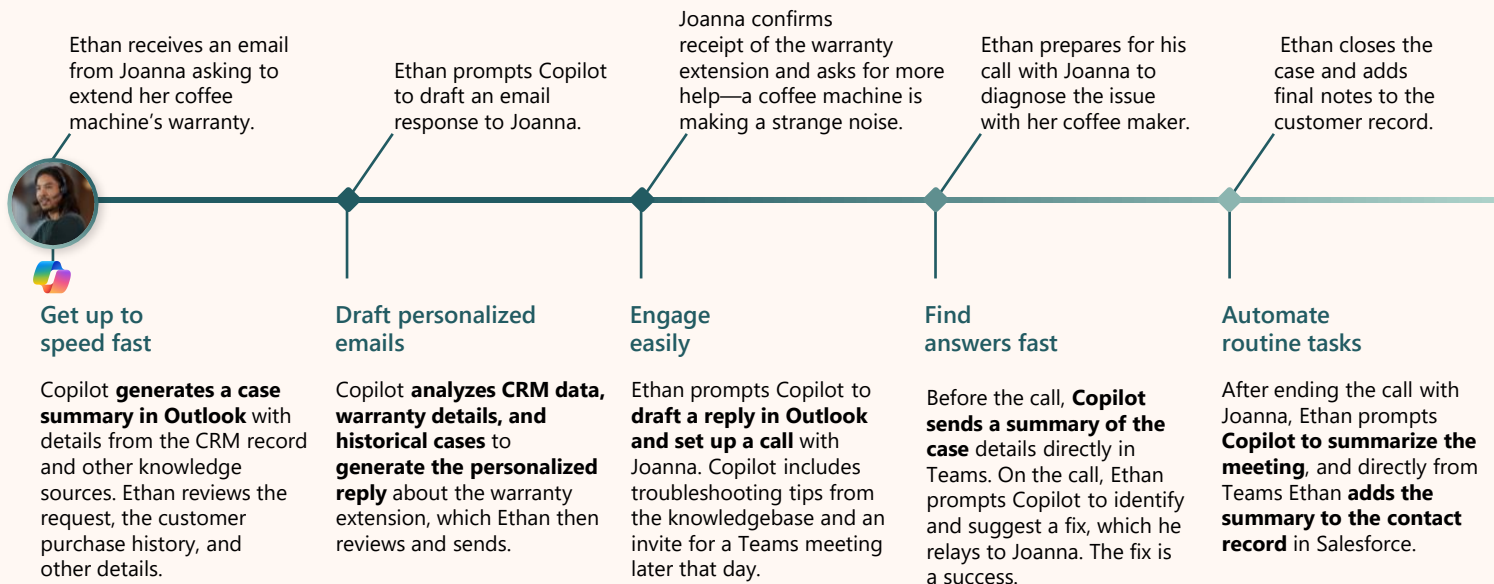 Ethan receives an email
from Joanna asking to
extend her coffee
machine’s warranty.
Ethan prompts Copilot
to draft an email
response to Joanna.
Joanna confirms
receipt of the warranty
extension and asks for more
help—a coffee machine is
making a strange noise.
Ethan prepares for his
call with Joanna to
diagnose the issue
with her coffee maker.
Ethan closes the
case and adds
final notes to the
customer record.
Get up to
speed fast
Copilot generates a case
summary in Outlook with
details from the CRM record
and other knowledge
sources. Ethan reviews the
request, the customer
purchase history, and
other details.
Draft personalized
emails
Copilot analyzes CRM data,
warranty details, and
historical cases to
generate the personalized
reply about the warranty
extension, which Ethan then
reviews and sends.
Engage
easily
Ethan prompts Copilot to
draft a reply in Outlook
and set up a call with
Joanna. Copilot includes
troubleshooting tips from
the knowledgebase and an
invite for a Teams meeting
later that day.
Find
answers fast
Before the call, Copilot
sends a summary of the
case details directly in
Teams. On the call, Ethan
prompts Copilot to identify
and suggest a fix, which he
relays to Joanna. The fix is
a success.
Automate
routine tasks
After ending the call with
Joanna, Ethan prompts
Copilot to summarize the
meeting, and directly from
Teams Ethan adds the
summary to the contact
record in Salesforce.